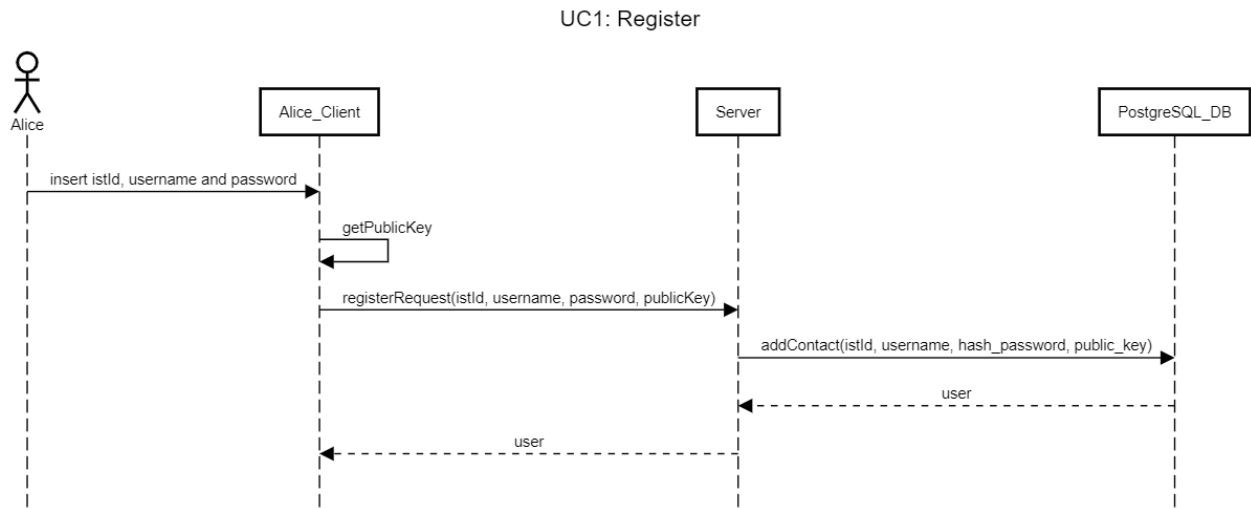 UC1: Register
Alice
Alice_Client
Server
PostgreSQL_DB
insert istId, username and password
getPublicKey
registerRequest(istId, username, password, publicKey)
addContact(istId, username, hash_password, public_key)
user
user